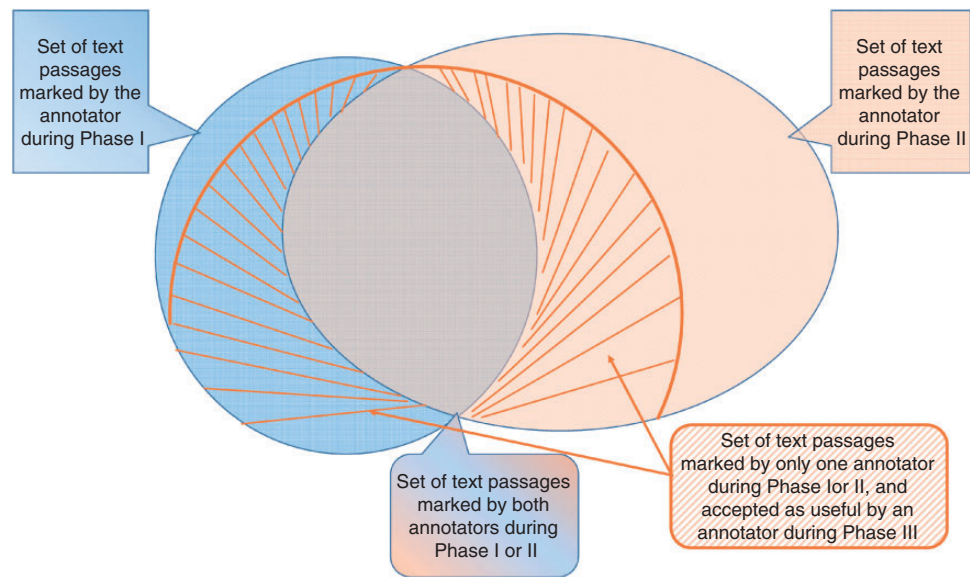 Set of text
passages
marked by the
annotator
during Phase I
Set of text
passages
marked by the
annotator
during Phase II
Set of text passages
marked by both
annotators during
Phase I or II
Set of text passages
marked by only one annotator
during Phase Ior II, and
accepted as useful by an
annotator during Phase III